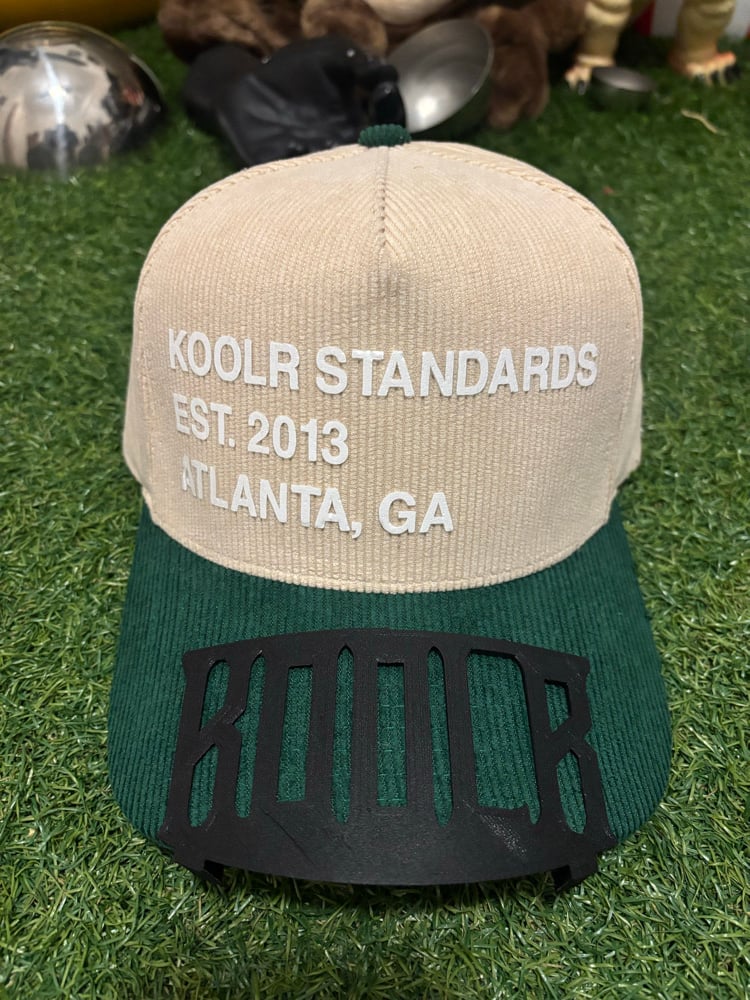 KOOLR STANDARDS
EST. 2013
ATLANTA, GA
KOOLR